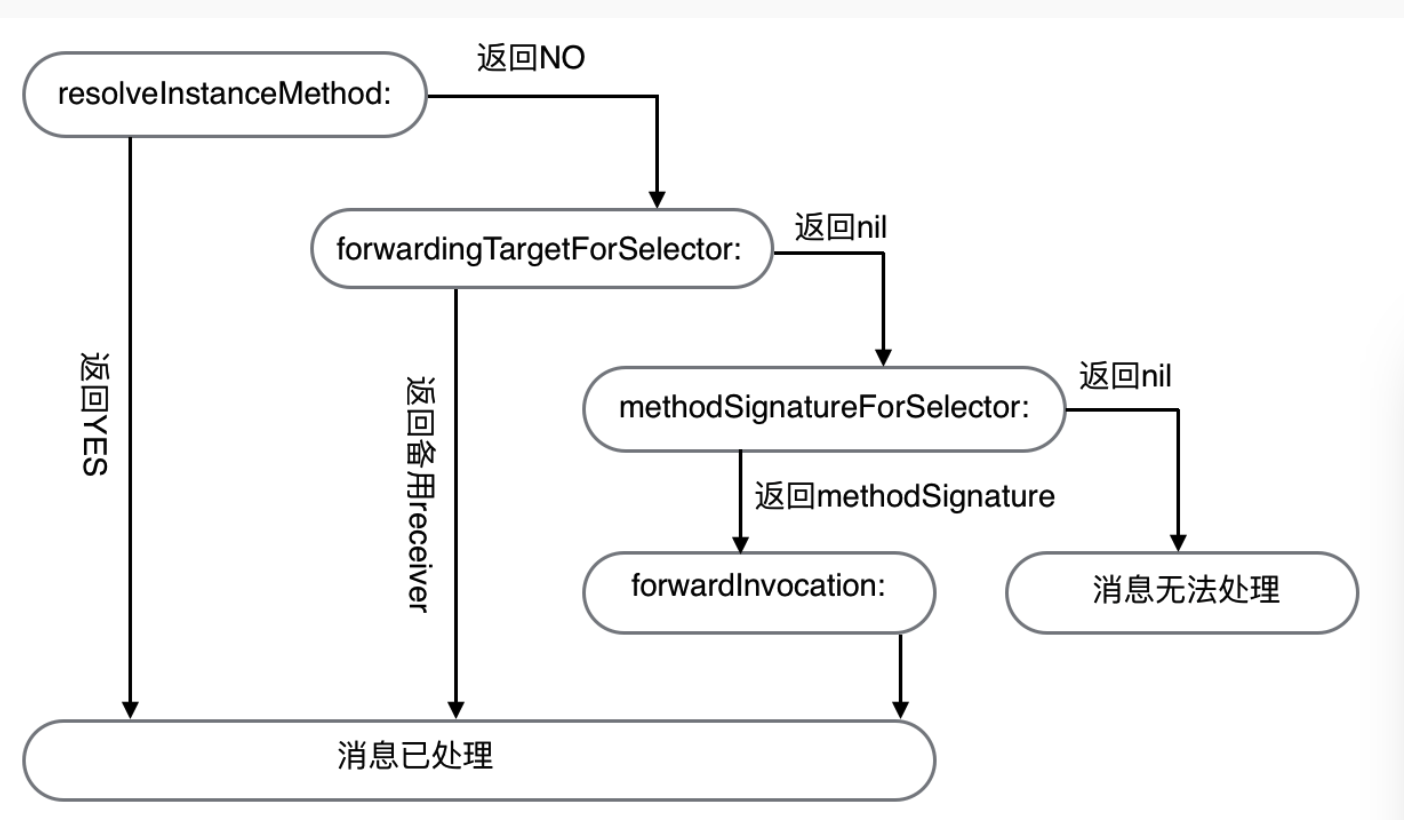 返回NO
resolveInstanceMethod:
返回nil
forwardingTargetForSelector:
返回nil
methodSignatureForSelector:
返回YES
返回备用receiver
返回methodSignature
forwardInvocation:
消息无法处理
消息已处理